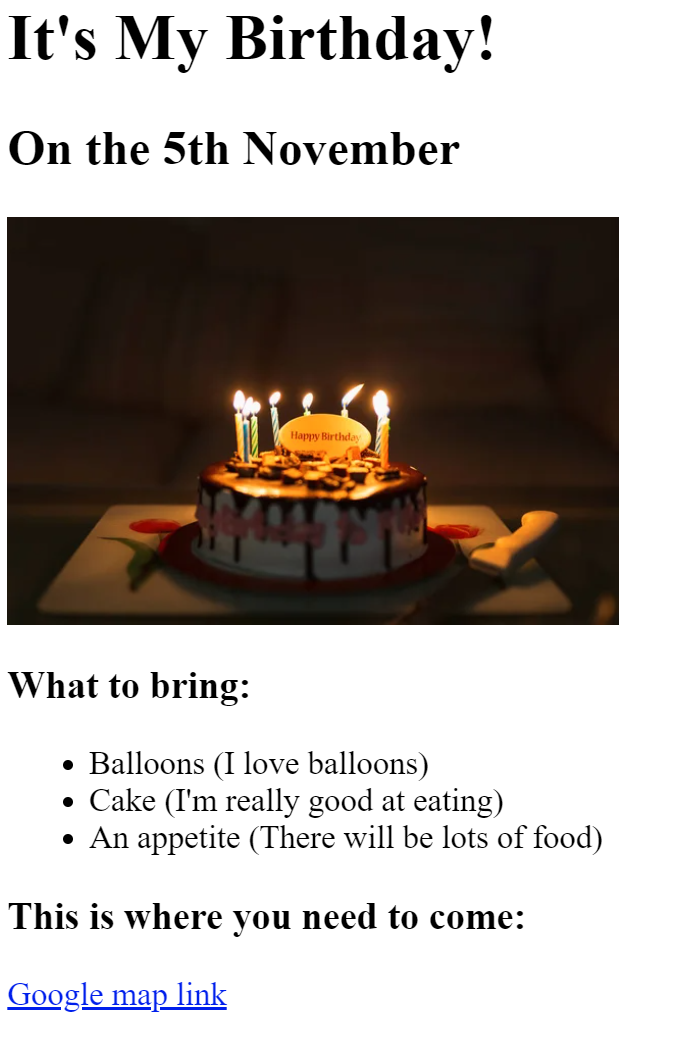 It's My Birthday!
On the 5th November
Happy Birthday
What to bring:
Balloons (I love balloons)
Cake (I'm really good at eating)
An appetite (There will be lots of food)
This is where you need to come:
Google map link